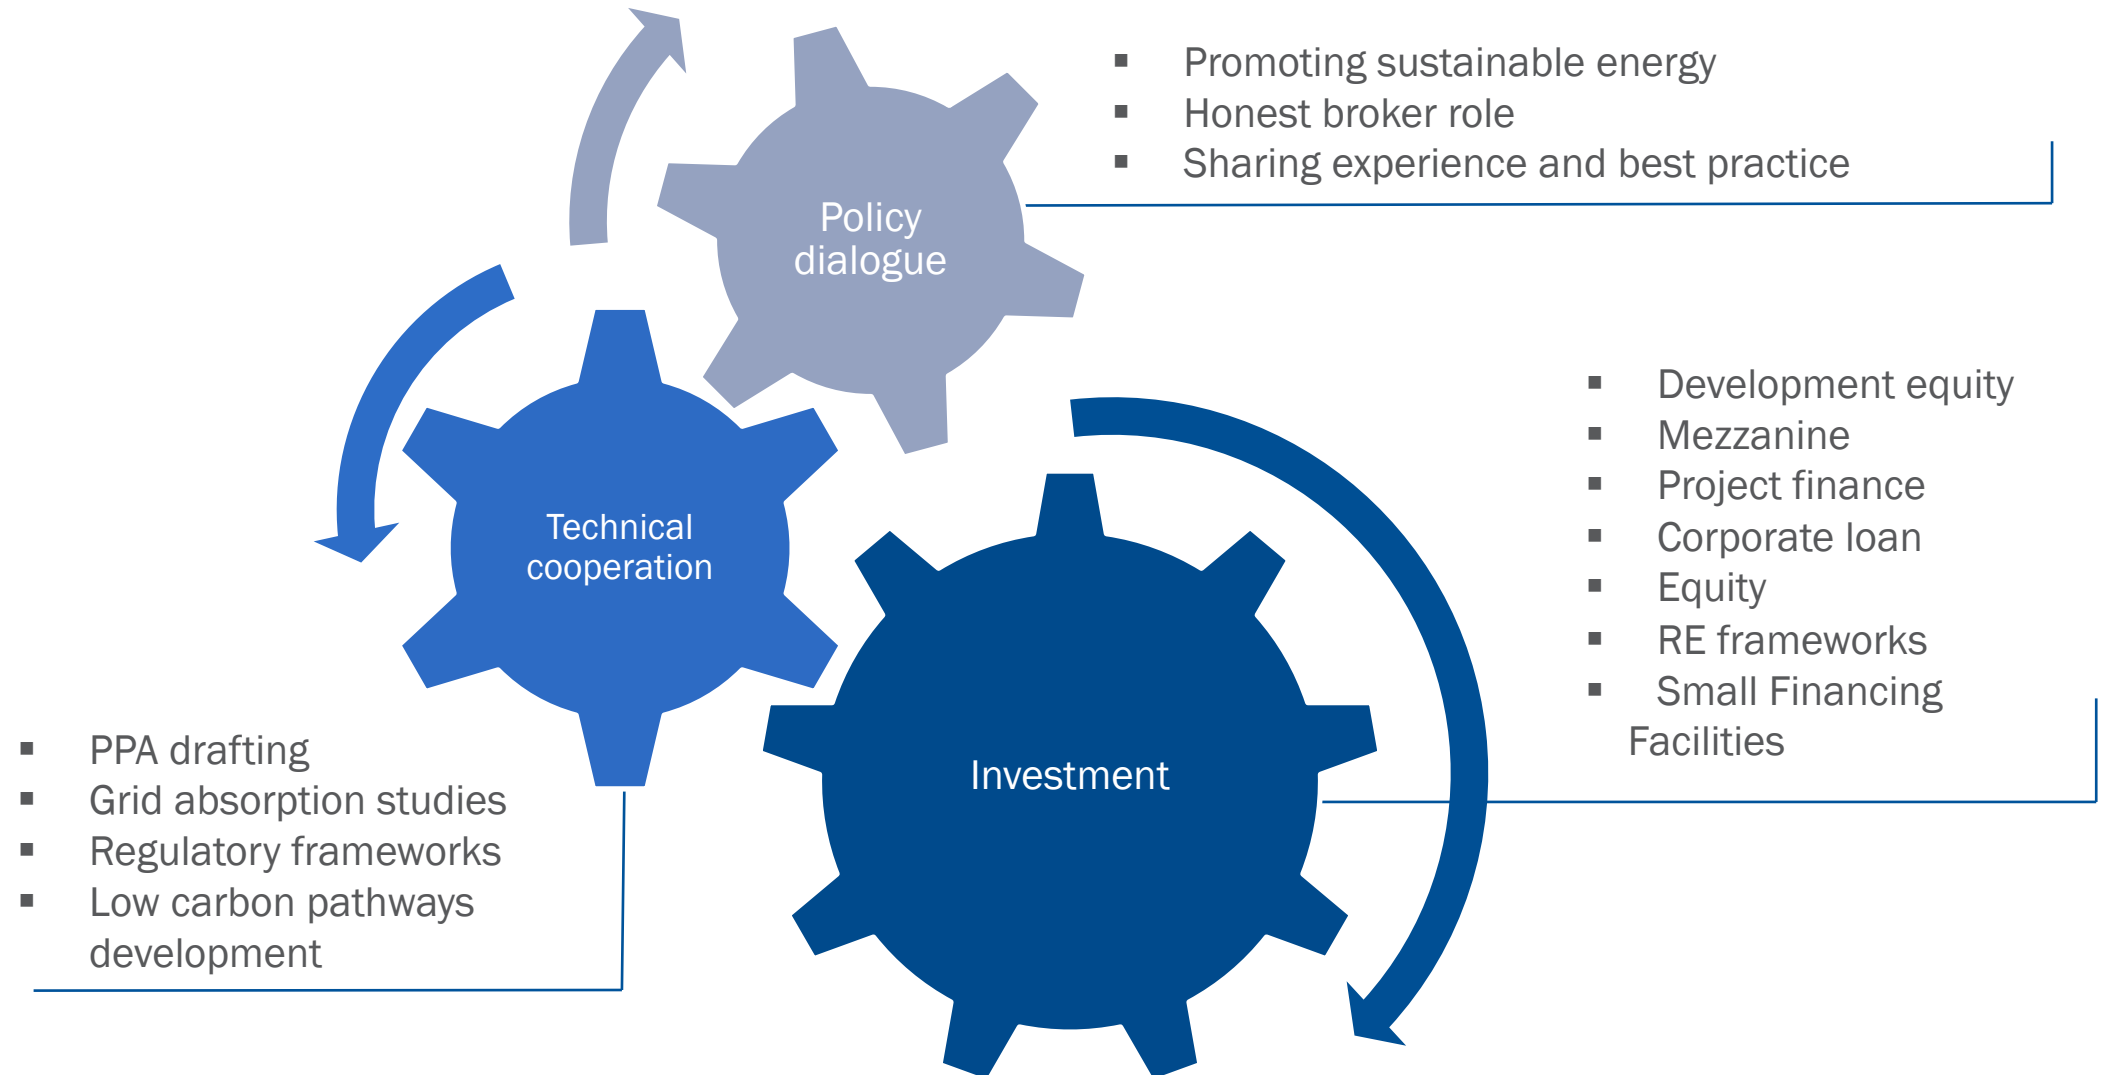 ▪ Promoting sustainable energy
▪ Honest broker role
▪ Sharing experience and best practice
Policy
dialogue
▪ Development equity
▪ Mezzanine
▪ Project finance
▪ Corporate loan
▪ Equity
▪ RE frameworks
▪ Small Financing
Facilities
Technical
cooperation
Investment
▪ PPA drafting
▪ Grid absorption studies
▪ Regulatory frameworks
▪ Low carbon pathways
development